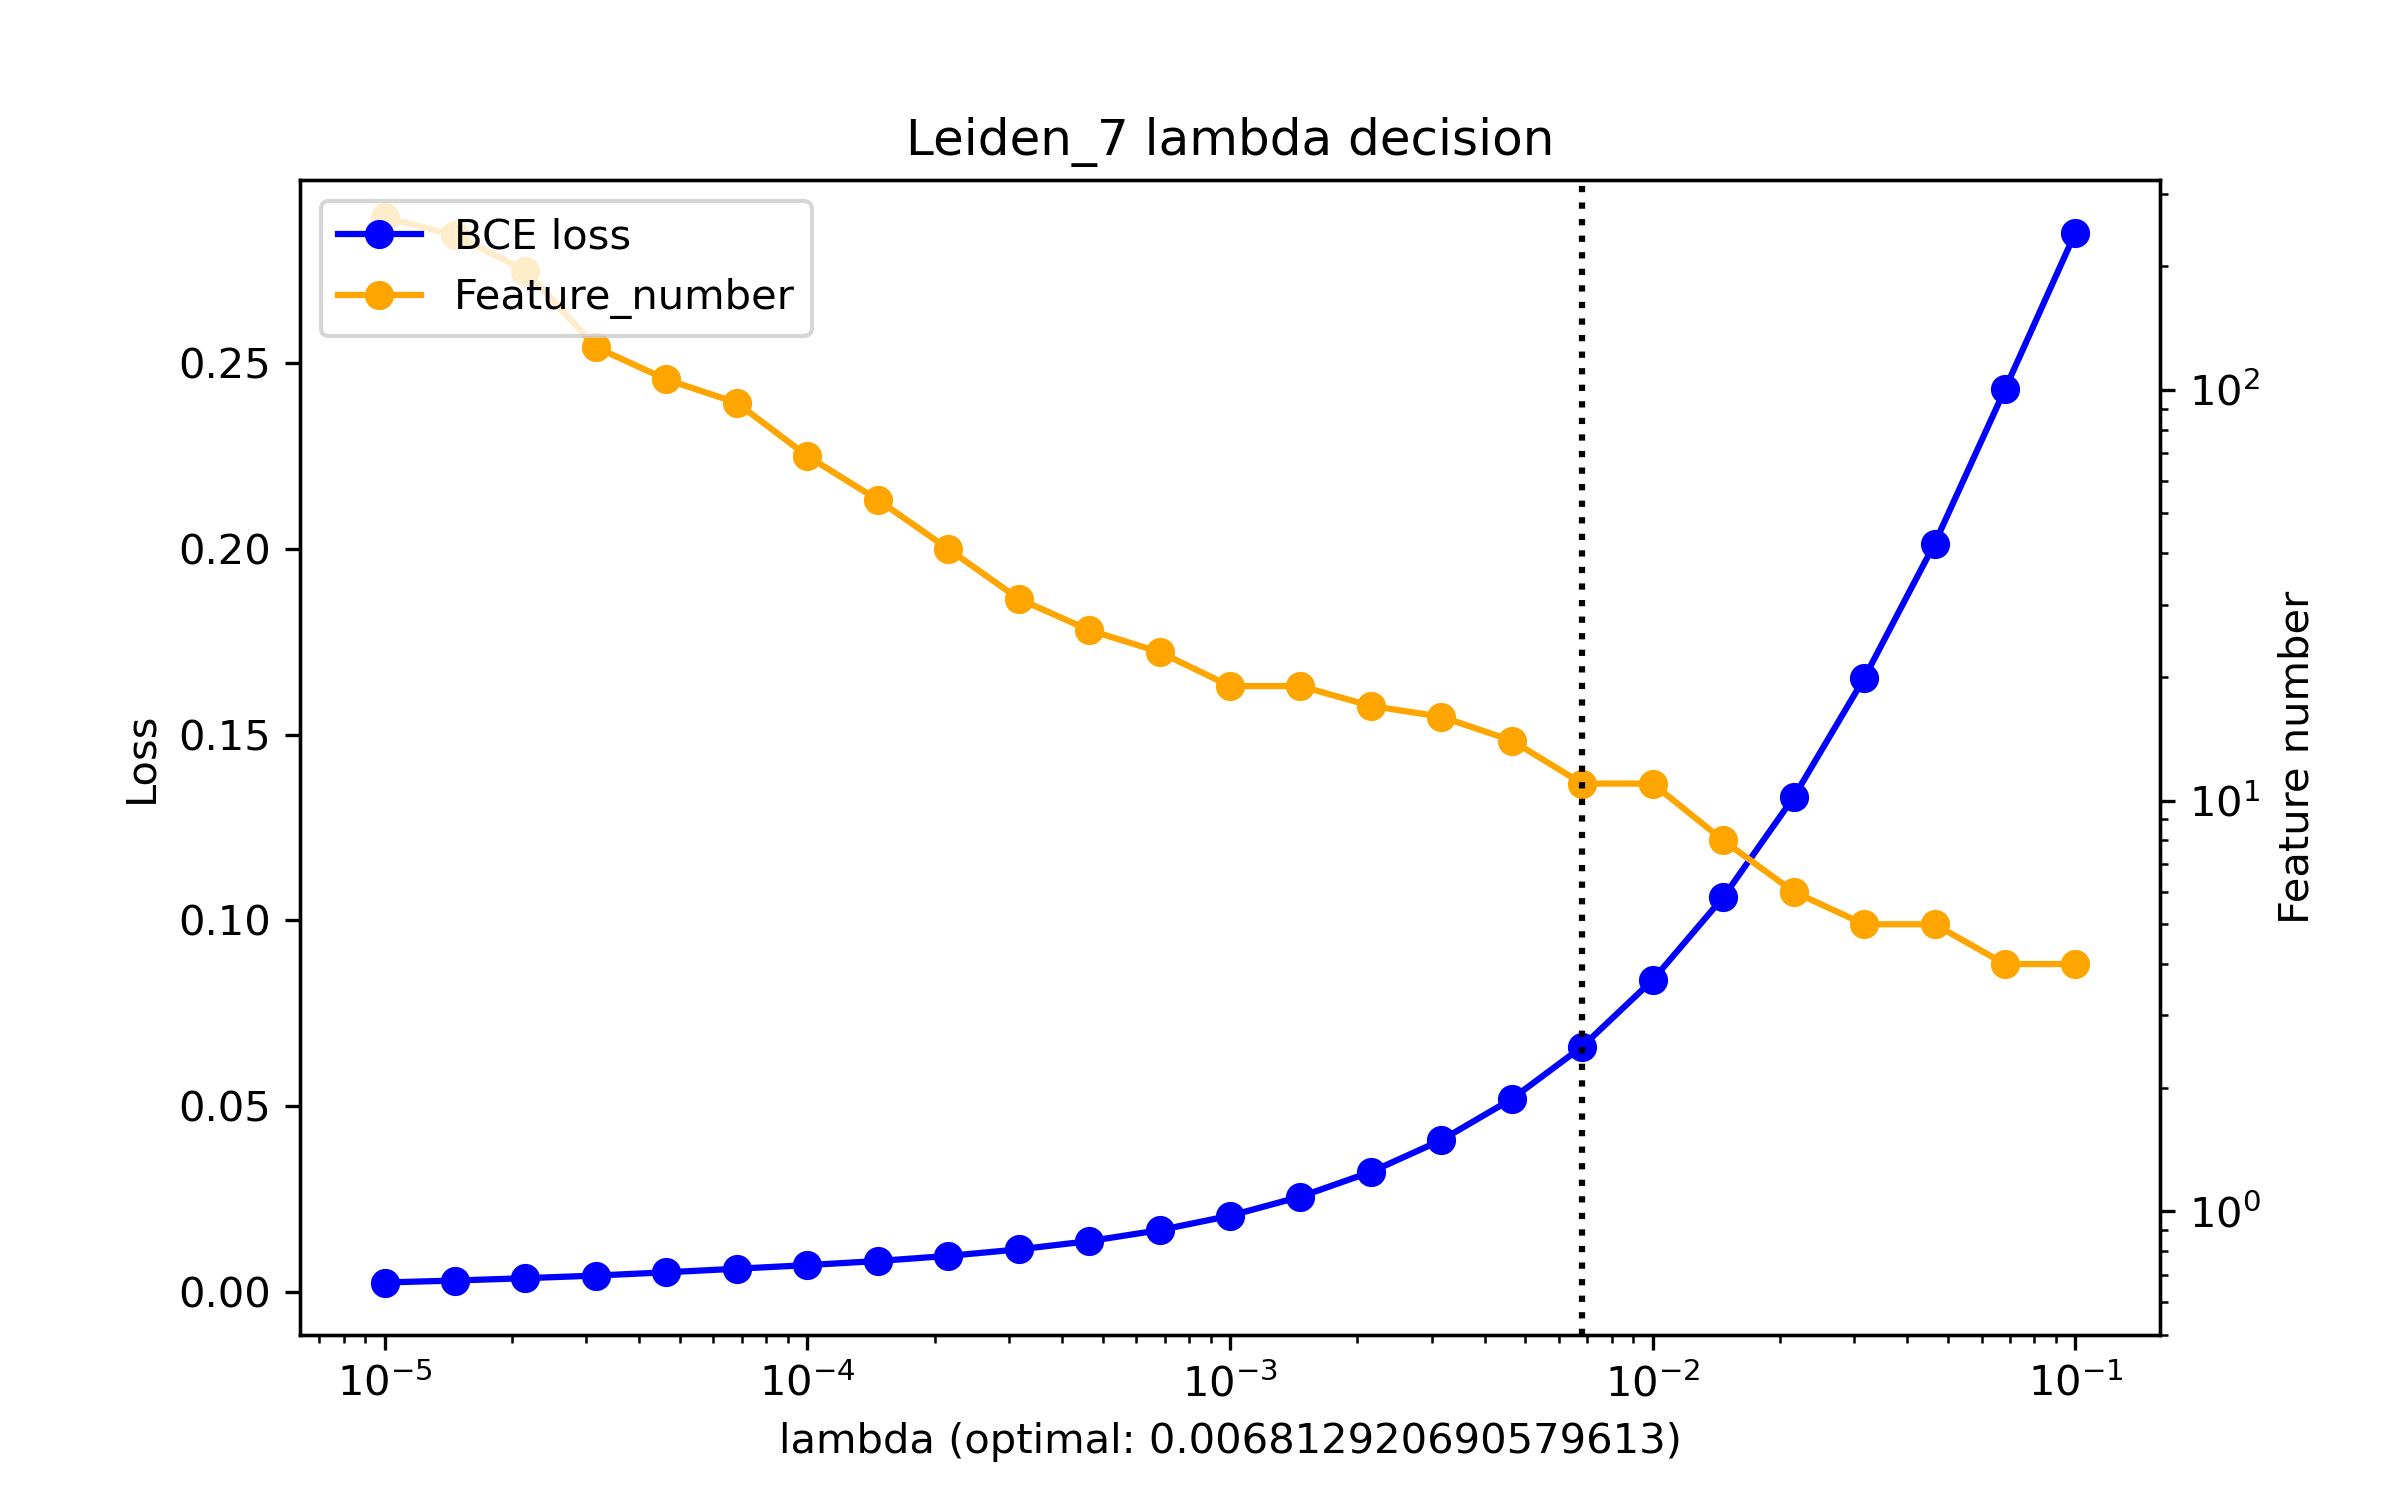 Leiden_7 lambda decision
BCE loss
Feature_number
0.25
0.20
0.15
0.10
0.05
0.00
Loss
10²
10¹
10⁰
Feature number
10⁻⁵ 10⁻⁴ 10⁻³ 10⁻² 10⁻¹
lambda (optimal: 0.006812920690579613)